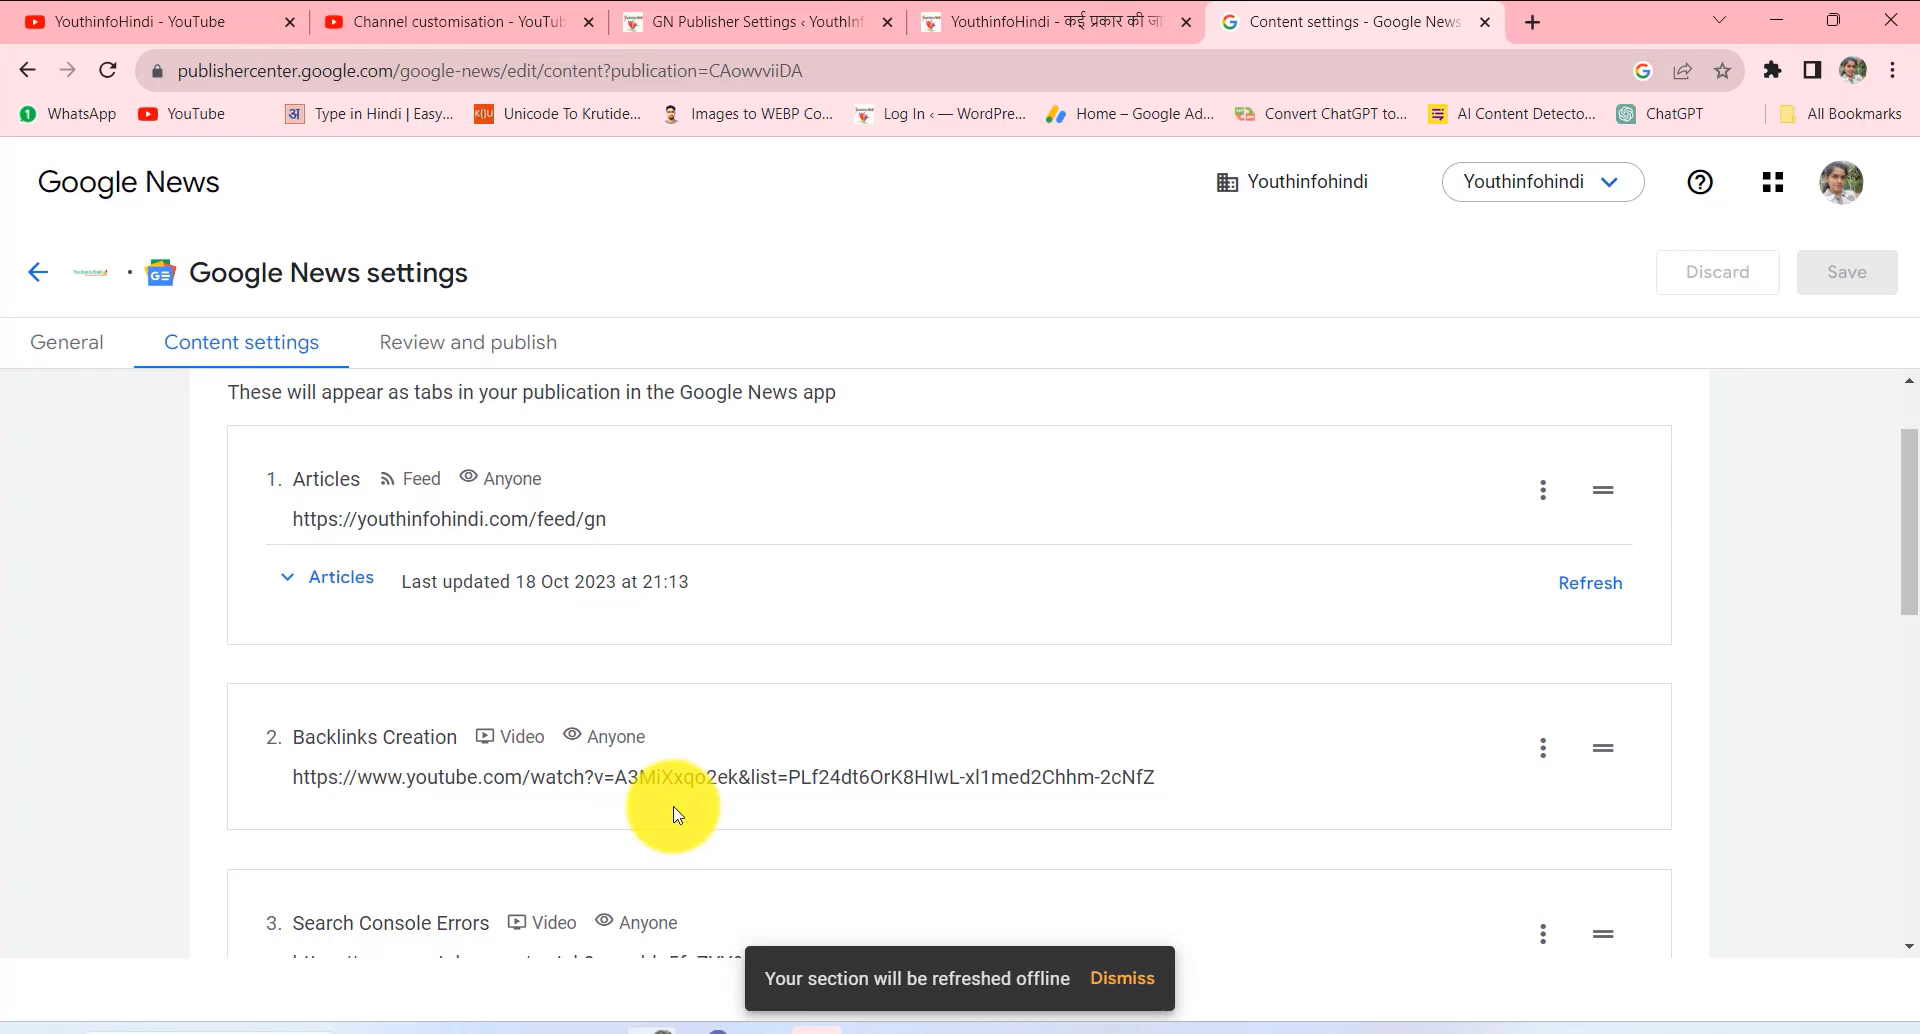 YouthinfoHindi - YouTube
Channel customisation - YouTub
GN Publisher Settings ‹ YouthInf
YouthinfoHindi - कई प्रकार की जा
Content settings - Google News
publishercenter.google.com/google-news/edit/content?publication=CAowvviiDA
WhatsApp
YouTube
Type in Hindi | Easy...
Unicode To Krutide...
Images to WEBP Co...
Log In ‹ — WordPre...
Home – Google Ad...
Convert ChatGPT to...
AI Content Detecto...
ChatGPT
All Bookmarks
Google News
Youthinfohindi
Youthinfohindi
Google News settings
Discard
Save
General
Content settings
Review and publish
These will appear as tabs in your publication in the Google News app
1. Articles Feed Anyone
https://youthinfohindi.com/feed/gn
Articles Last updated 18 Oct 2023 at 21:13
Refresh
2. Backlinks Creation Video Anyone
https://www.youtube.com/watch?v=A3MiXxqo2ek&list=PLf24dt6OrK8HIwL-xl1med2Chhm-2cNfZ
3. Search Console Errors Video Anyone
Your section will be refreshed offline Dismiss